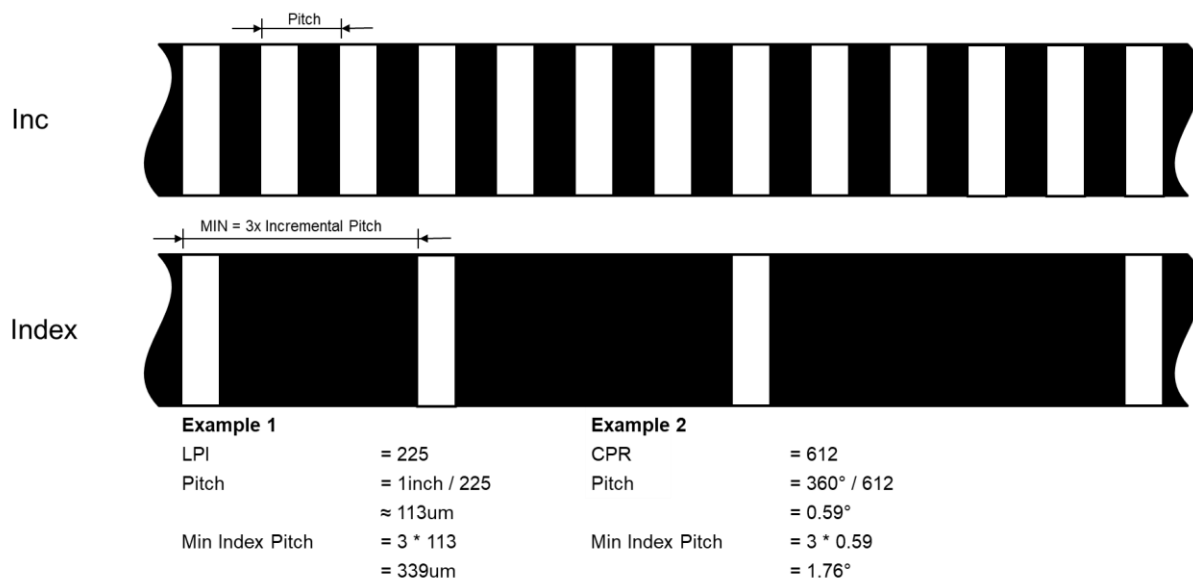 Pitch
Inc
MIN = 3x Incremental Pitch
Index
Example 1
LPI = 225
Pitch = 1inch / 225
≈ 113um
Min Index Pitch = 3 * 113
= 339um
Example 2
CPR = 612
Pitch = 360° / 612
= 0.59°
Min Index Pitch = 3 * 0.59
= 1.76°